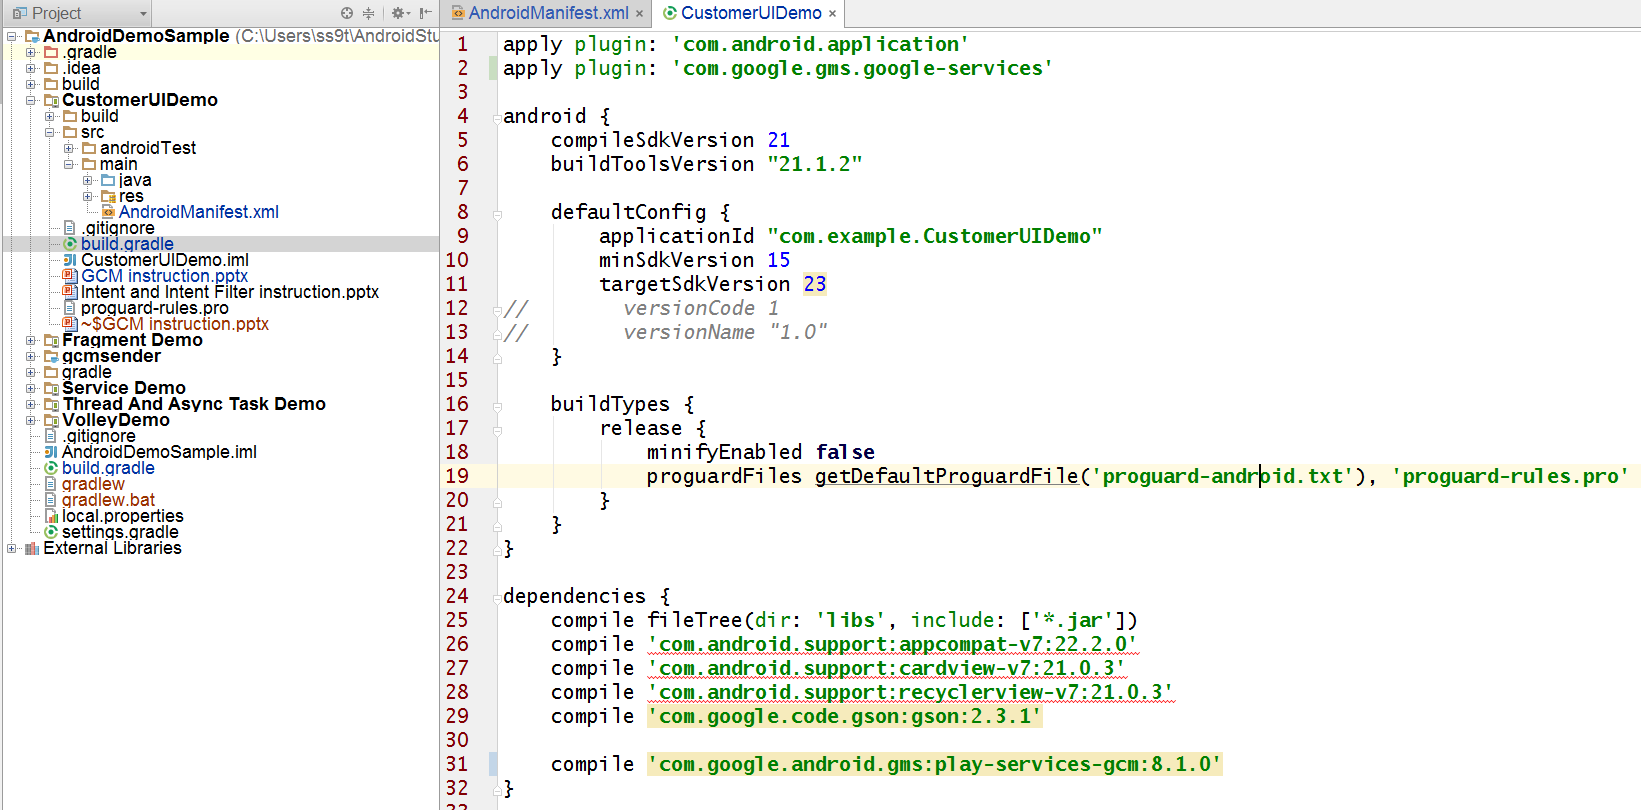 Project
AndroidManifest.xml ×
CustomerUIDemo ×
AndroidDemoSample (C:\Users\ss9t\AndroidStu
.gradle
.idea
build
CustomerUIDemo
build
src
androidTest
main
java
res
AndroidManifest.xml
.gitignore
build.gradle
CustomerUIDemo.iml
GCM instruction.pptx
Intent and Intent Filter instruction.pptx
proguard-rules.pro
~$GCM instruction.pptx
Fragment Demo
gcmsender
gradle
Service Demo
Thread And Async Task Demo
VolleyDemo
.gitignore
AndroidDemoSample.iml
build.gradle
gradlew
gradlew.bat
local.properties
settings.gradle
External Libraries
1 apply plugin: 'com.android.application'
2 apply plugin: 'com.google.gms.google-services'
3
4 android {
5 compileSdkVersion 21
6 buildToolsVersion "21.1.2"
7
8 defaultConfig {
9 applicationId "com.example.CustomerUIDemo"
10 minSdkVersion 15
11 targetSdkVersion 23
12 // versionCode 1
13 // versionName "1.0"
14 }
15
16 buildTypes {
17 release {
18 minifyEnabled false
19 proguardFiles getDefaultProguardFile('proguard-android.txt'), 'proguard-rules.pro'
20 }
21 }
22 }
23
24 dependencies {
25 compile fileTree(dir: 'libs', include: ['*.jar'])
26 compile 'com.android.support:appcompat-v7:22.2.0'
27 compile 'com.android.support:cardview-v7:21.0.3'
28 compile 'com.android.support:recyclerview-v7:21.0.3'
29 compile 'com.google.code.gson:gson:2.3.1'
30
31 compile 'com.google.android.gms:play-services-gcm:8.1.0'
32 }